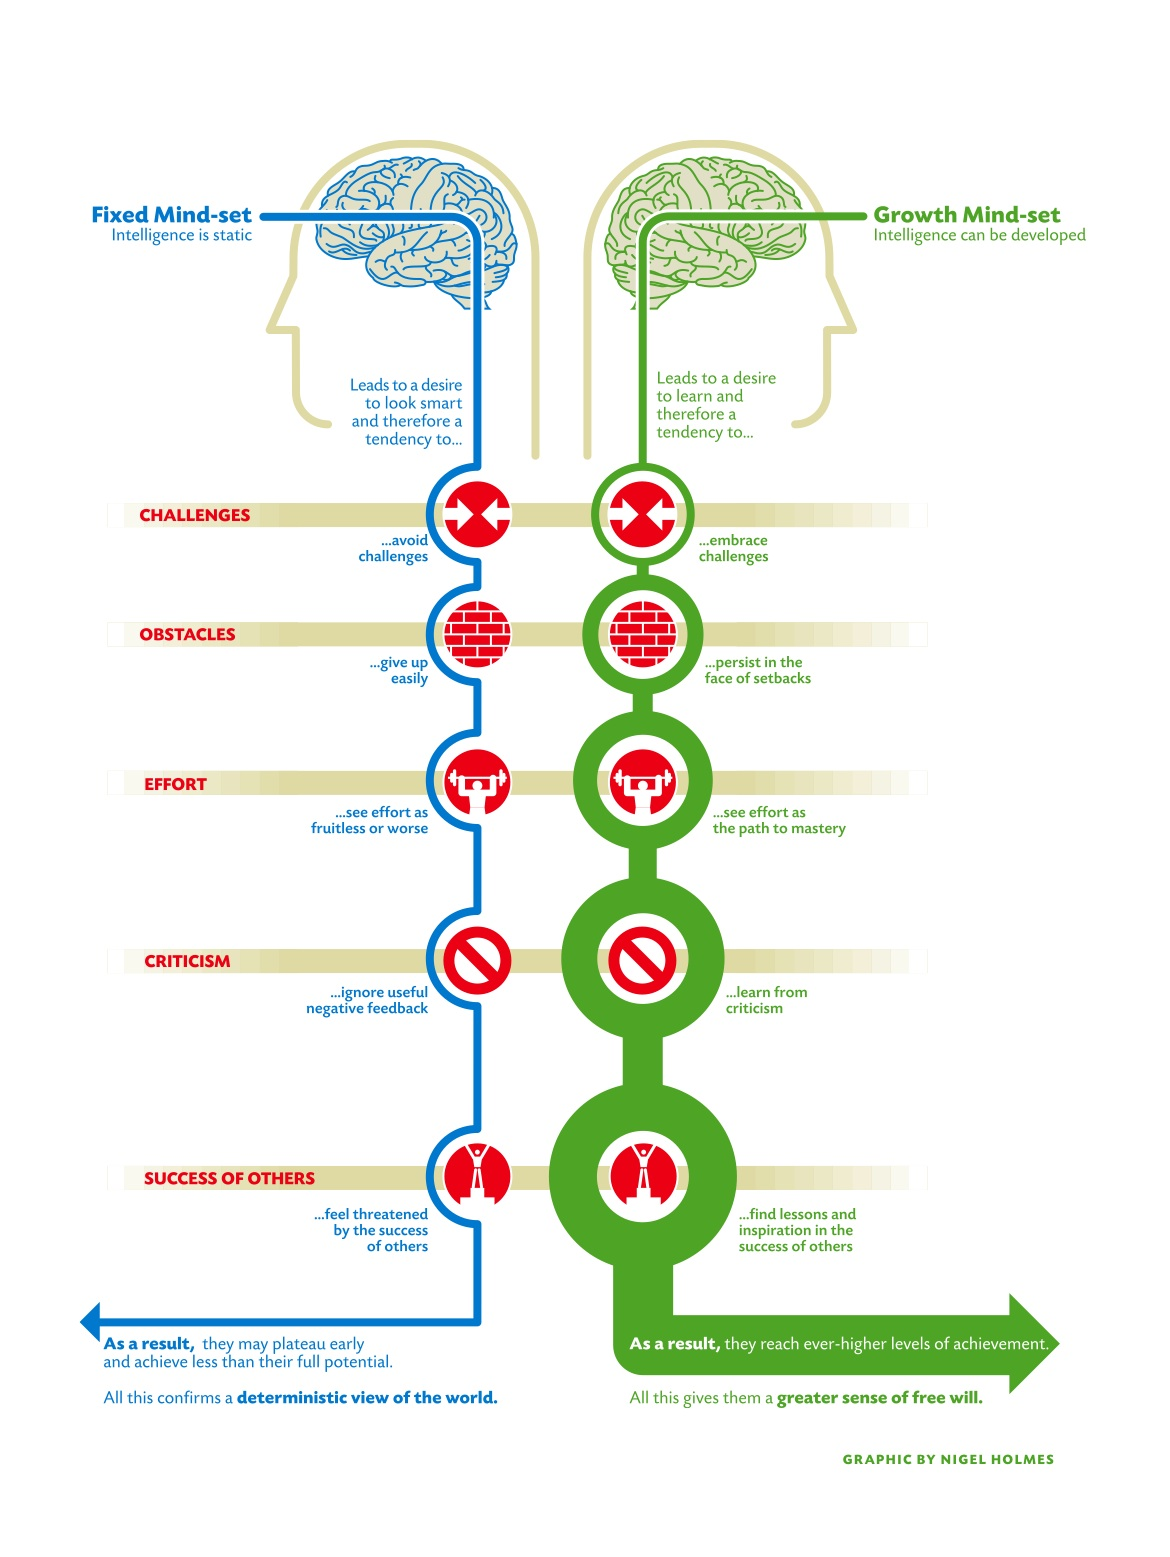 Fixed Mind-set
Intelligence is static
Growth Mind-set
Intelligence can be developed
Leads to a desire
to look smart
and therefore a
tendency to...
Leads to a desire
to learn and
therefore a
tendency to...
CHALLENGES
...avoid
challenges
...embrace
challenges
OBSTACLES
...give up
easily
...persist in the
face of setbacks
EFFORT
...see effort as
fruitless or worse
...see effort as
the path to mastery
CRITICISM
...ignore useful
negative feedback
...learn from
criticism
SUCCESS OF OTHERS
...feel threatened
by the success
of others
...find lessons and
inspiration in the
success of others
As a result, they may plateau early
and achieve less than their full potential.
All this confirms a deterministic view of the world.
As a result, they reach ever-higher levels of achievement.
All this gives them a greater sense of free will.
GRAPHIC BY NIGEL HOLMES